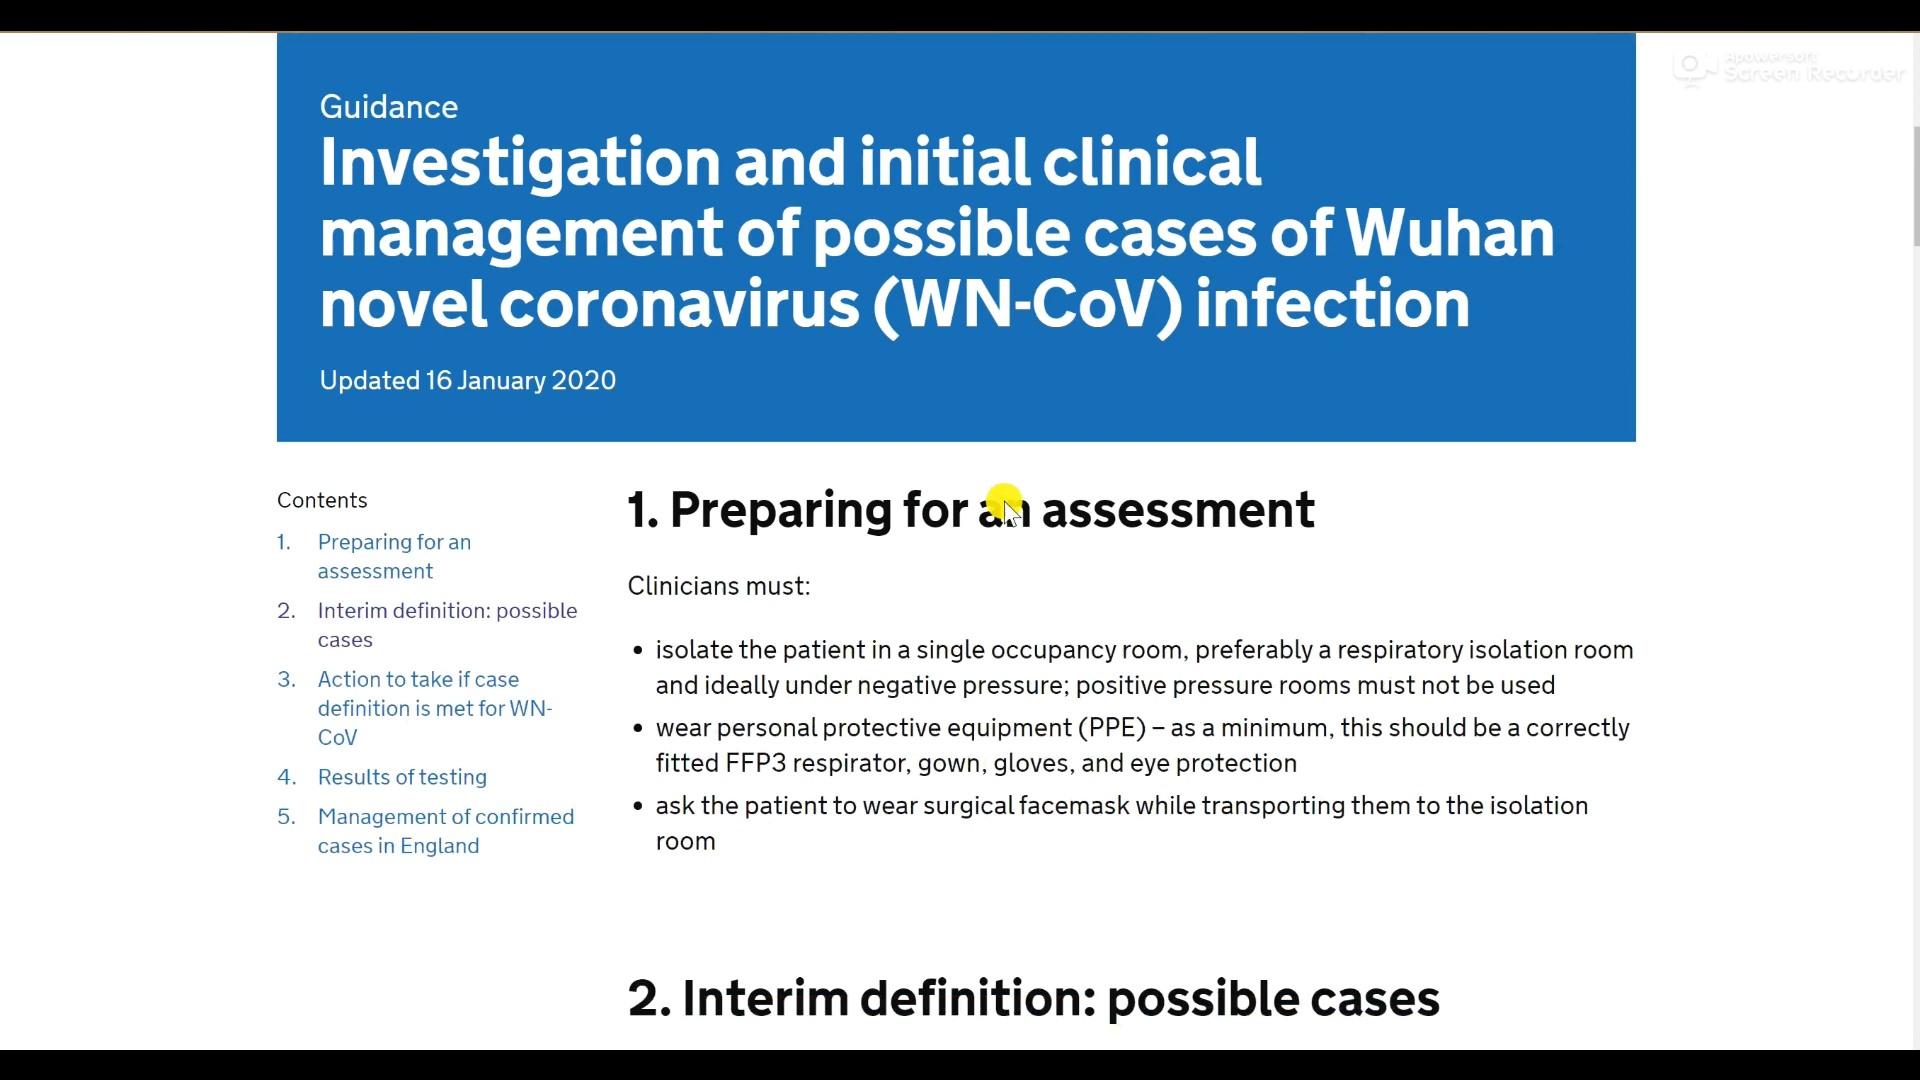 Apowersoft
Screen Recorder
Guidance
Investigation and initial clinical
management of possible cases of Wuhan
novel coronavirus (WN-CoV) infection
Updated 16 January 2020
Contents
1. Preparing for an
assessment
2. Interim definition: possible
cases
3. Action to take if case
definition is met for WN-
CoV
4. Results of testing
5. Management of confirmed
cases in England
1. Preparing for an assessment
Clinicians must:
• isolate the patient in a single occupancy room, preferably a respiratory isolation room
and ideally under negative pressure; positive pressure rooms must not be used
• wear personal protective equipment (PPE) – as a minimum, this should be a correctly
fitted FFP3 respirator, gown, gloves, and eye protection
• ask the patient to wear surgical facemask while transporting them to the isolation
room
2. Interim definition: possible cases